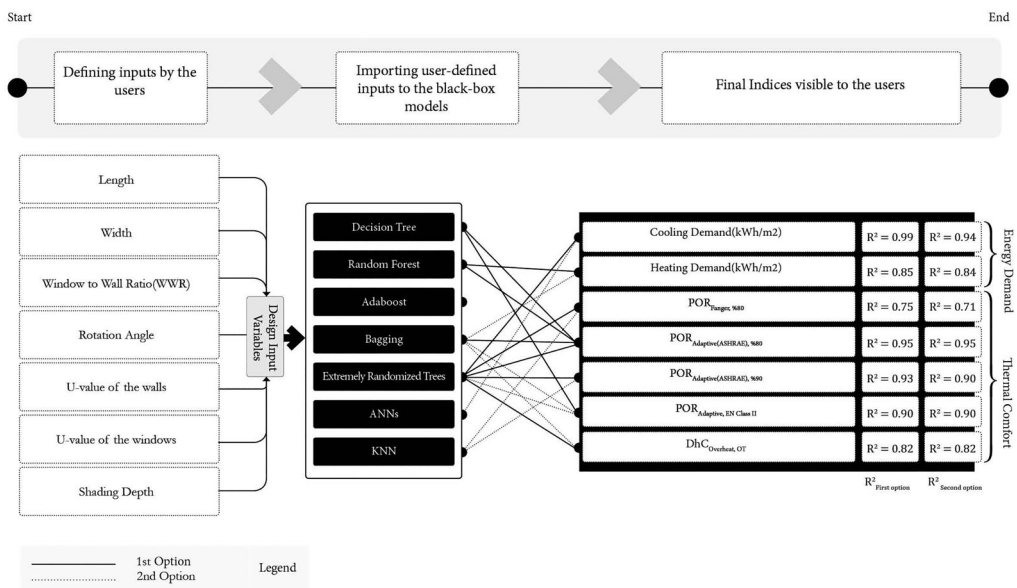 Start
End
Defining inputs by the
users
Importing user-defined
inputs to the black-box
models
Final Indices visible to the users
Length
Width
Window to Wall Ratio(WWR)
Rotation Angle
U-value of the walls
U-value of the windows
Shading Depth
Design Input
Variables
Decision Tree
Random Forest
Adaboost
Bagging
Extremely Randomized Trees
ANNs
KNN
Cooling Demand(kWh/m2) R² = 0.99 R² = 0.94
Heating Demand(kWh/m2) R² = 0.85 R² = 0.84
POR Fanger, %80 R² = 0.75 R² = 0.71
POR Adaptive(ASHRAE), %80 R² = 0.95 R² = 0.95
POR Adaptive(ASHRAE), %90 R² = 0.93 R² = 0.90
POR Adaptive, EN Class II R² = 0.90 R² = 0.90
DhC Overheat, OT R² = 0.82 R² = 0.82
R² First option R² Second option
Energy Demand
Thermal Comfort
1st Option
2nd Option
Legend